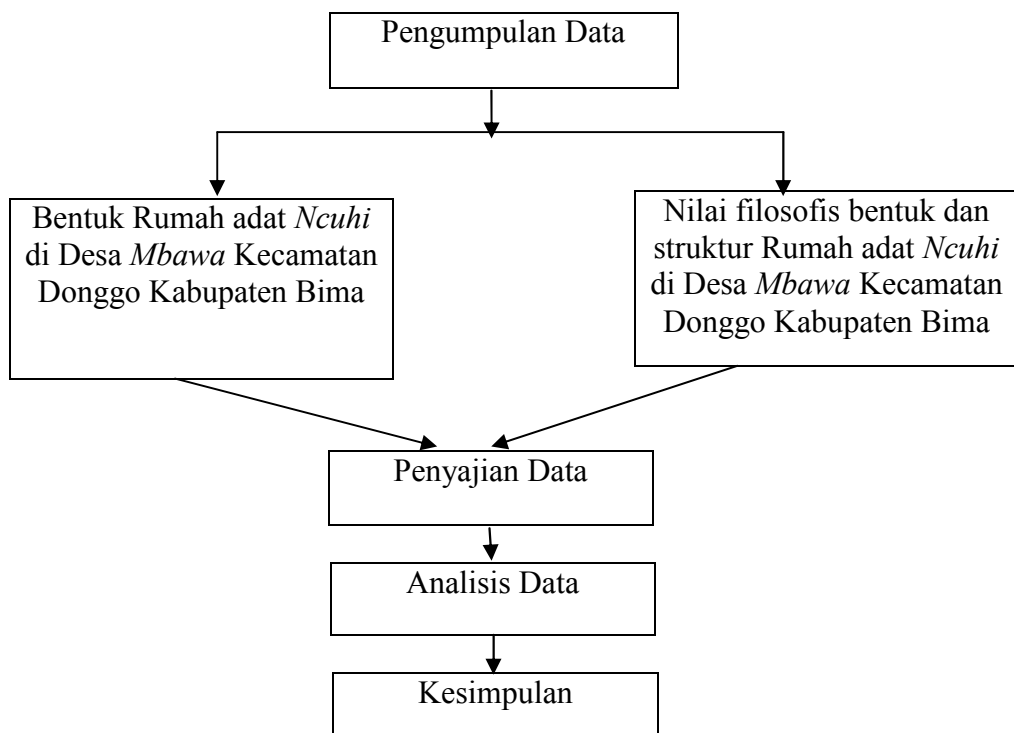 Pengumpulan Data
Bentuk Rumah adat Ncuhi
di Desa Mbawa Kecamatan
Donggo Kabupaten Bima
Nilai filosofis bentuk dan
struktur Rumah adat Ncuhi
di Desa Mbawa Kecamatan
Donggo Kabupaten Bima
Penyajian Data
Analisis Data
Kesimpulan